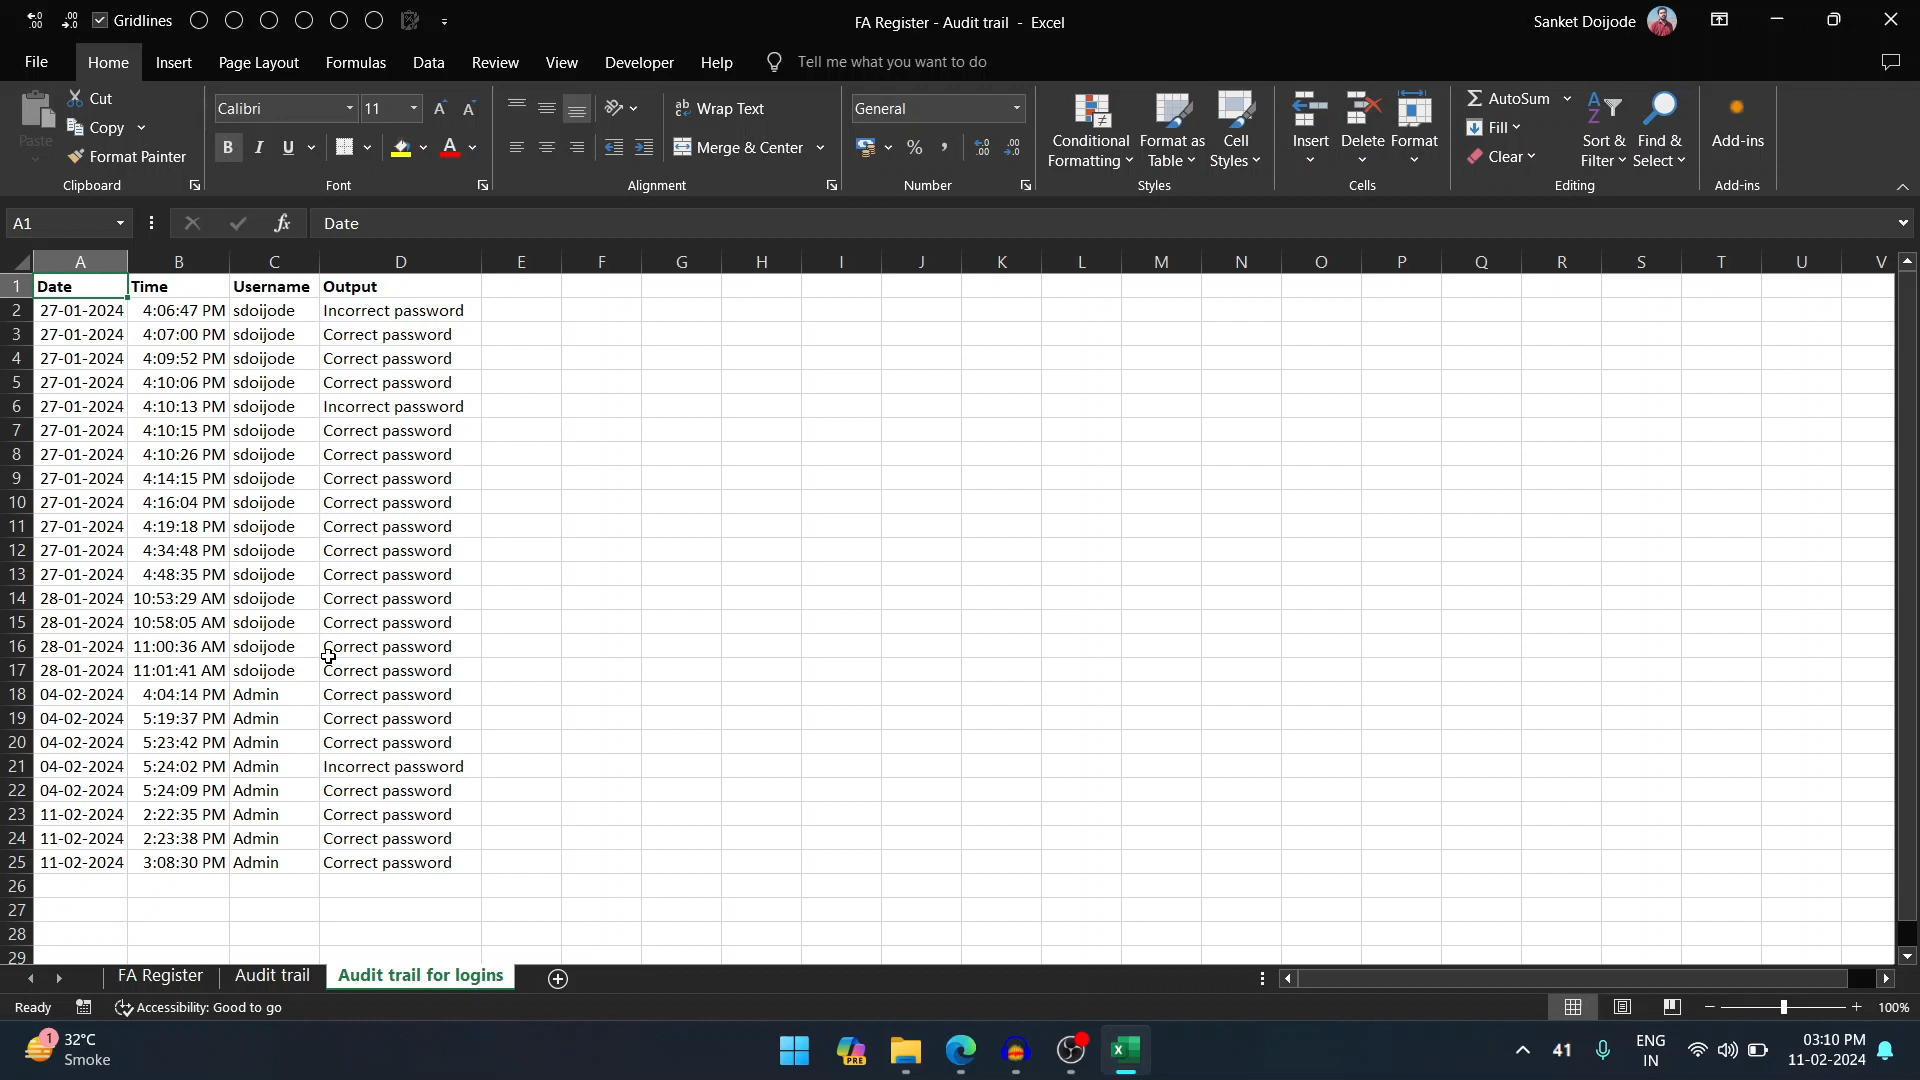 Gridlines
FA Register - Audit trail - Excel
Sanket Doijode
File Home Insert Page Layout Formulas Data Review View Developer Help Tell me what you want to do
Paste
Cut
Copy
Format Painter
Clipboard
Calibri 11
B I U
Font
ab Wrap Text
Merge & Center
Alignment
General
% ,
Number
Conditional Formatting
Format as Table
Cell Styles
Styles
Insert Delete Format
Cells
AutoSum
Fill
Clear
Sort & Filter
Find & Select
Editing
Add-ins
Add-ins
A1 fx Date
A B C D E F G H I J K L M N O P Q R S T U V
1 Date Time Username Output
2 27-01-2024 4:06:47 PM sdoijode Incorrect password
3 27-01-2024 4:07:00 PM sdoijode Correct password
4 27-01-2024 4:09:52 PM sdoijode Correct password
5 27-01-2024 4:10:06 PM sdoijode Correct password
6 27-01-2024 4:10:13 PM sdoijode Incorrect password
7 27-01-2024 4:10:15 PM sdoijode Correct password
8 27-01-2024 4:10:26 PM sdoijode Correct password
9 27-01-2024 4:14:15 PM sdoijode Correct password
10 27-01-2024 4:16:04 PM sdoijode Correct password
11 27-01-2024 4:19:18 PM sdoijode Correct password
12 27-01-2024 4:34:48 PM sdoijode Correct password
13 27-01-2024 4:48:35 PM sdoijode Correct password
14 28-01-2024 10:53:29 AM sdoijode Correct password
15 28-01-2024 10:58:05 AM sdoijode Correct password
16 28-01-2024 11:00:36 AM sdoijode Correct password
17 28-01-2024 11:01:41 AM sdoijode Correct password
18 04-02-2024 4:04:14 PM Admin Correct password
19 04-02-2024 5:19:37 PM Admin Correct password
20 04-02-2024 5:23:42 PM Admin Correct password
21 04-02-2024 5:24:02 PM Admin Incorrect password
22 04-02-2024 5:24:09 PM Admin Correct password
23 11-02-2024 2:22:35 PM Admin Correct password
24 11-02-2024 2:23:38 PM Admin Correct password
25 11-02-2024 3:08:30 PM Admin Correct password
26
27
28
29
FA Register Audit trail Audit trail for logins
Ready Accessibility: Good to go 100%
1 32°C
Smoke
PRE
41
ENG
IN
03:10 PM
11-02-2024